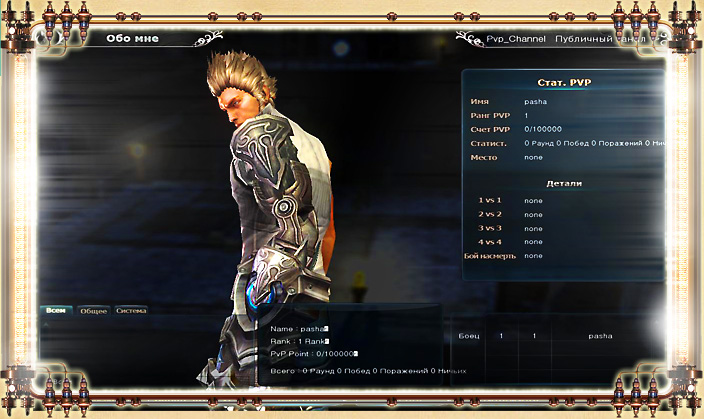 Обо мне
Pvp_Channel Публичный канал
Стат. PVP
Имя pasha
Ранг PVP 1
Счет PVP 0/100000
Статист. 0 Раунд 0 Побед 0 Поражений 0 Нич
Место none
Детали
1 vs 1 none
2 vs 2 none
3 vs 3 none
4 vs 4 none
Бой насмерть none
Всем Общее Система
Name : pasha
Rank : 1 Rank
PvP Point : 0/100000
Всего : 0 Раунд 0 Побед 0 Поражений 0 Ничьих
Боец 1 1 pasha